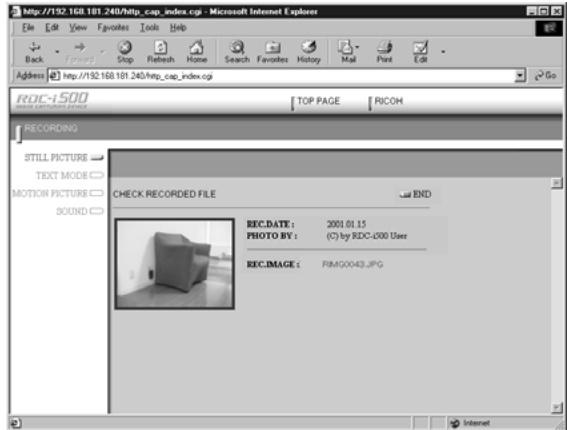 http://192.168.181.240/http_cap_index.cgi - Microsoft Internet Explorer
File Edit View Favorites Tools Help
Back Forward Stop Refresh Home Search Favorites History Mail Print Edit
Address http://192.168.181.240/http_cap_index.cgi Go
RDC-i500
IMAGE CAPTURING DEVICE
TOP PAGE RICOH
RECORDING
STILL PICTURE
TEXT MODE
MOTION PICTURE
SOUND
CHECK RECORDED FILE END
REC.DATE : 2001.01.15
PHOTO BY : (C) by RDC-i500 User
REC.IMAGE : RIMG0043.JPG
Internet